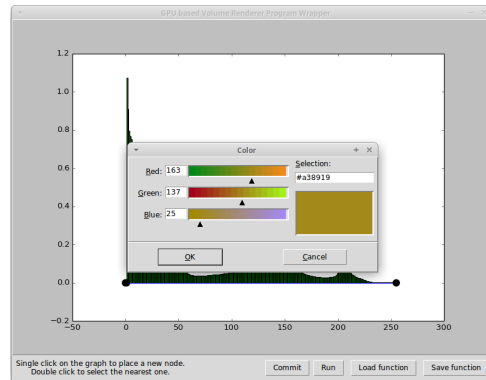 GPU based Volume Renderer Program Wrapper
1.2
1.0
0.8
0.6
0.4
0.2
0.0
−0.2
−50 0 50 100 150 200 250 300
Color
Red: 163
Green: 137
Blue: 25
Selection:
#a38919
OK Cancel
Single click on the graph to place a new node.
Double click to select the nearest one.
Commit Run Load function Save function